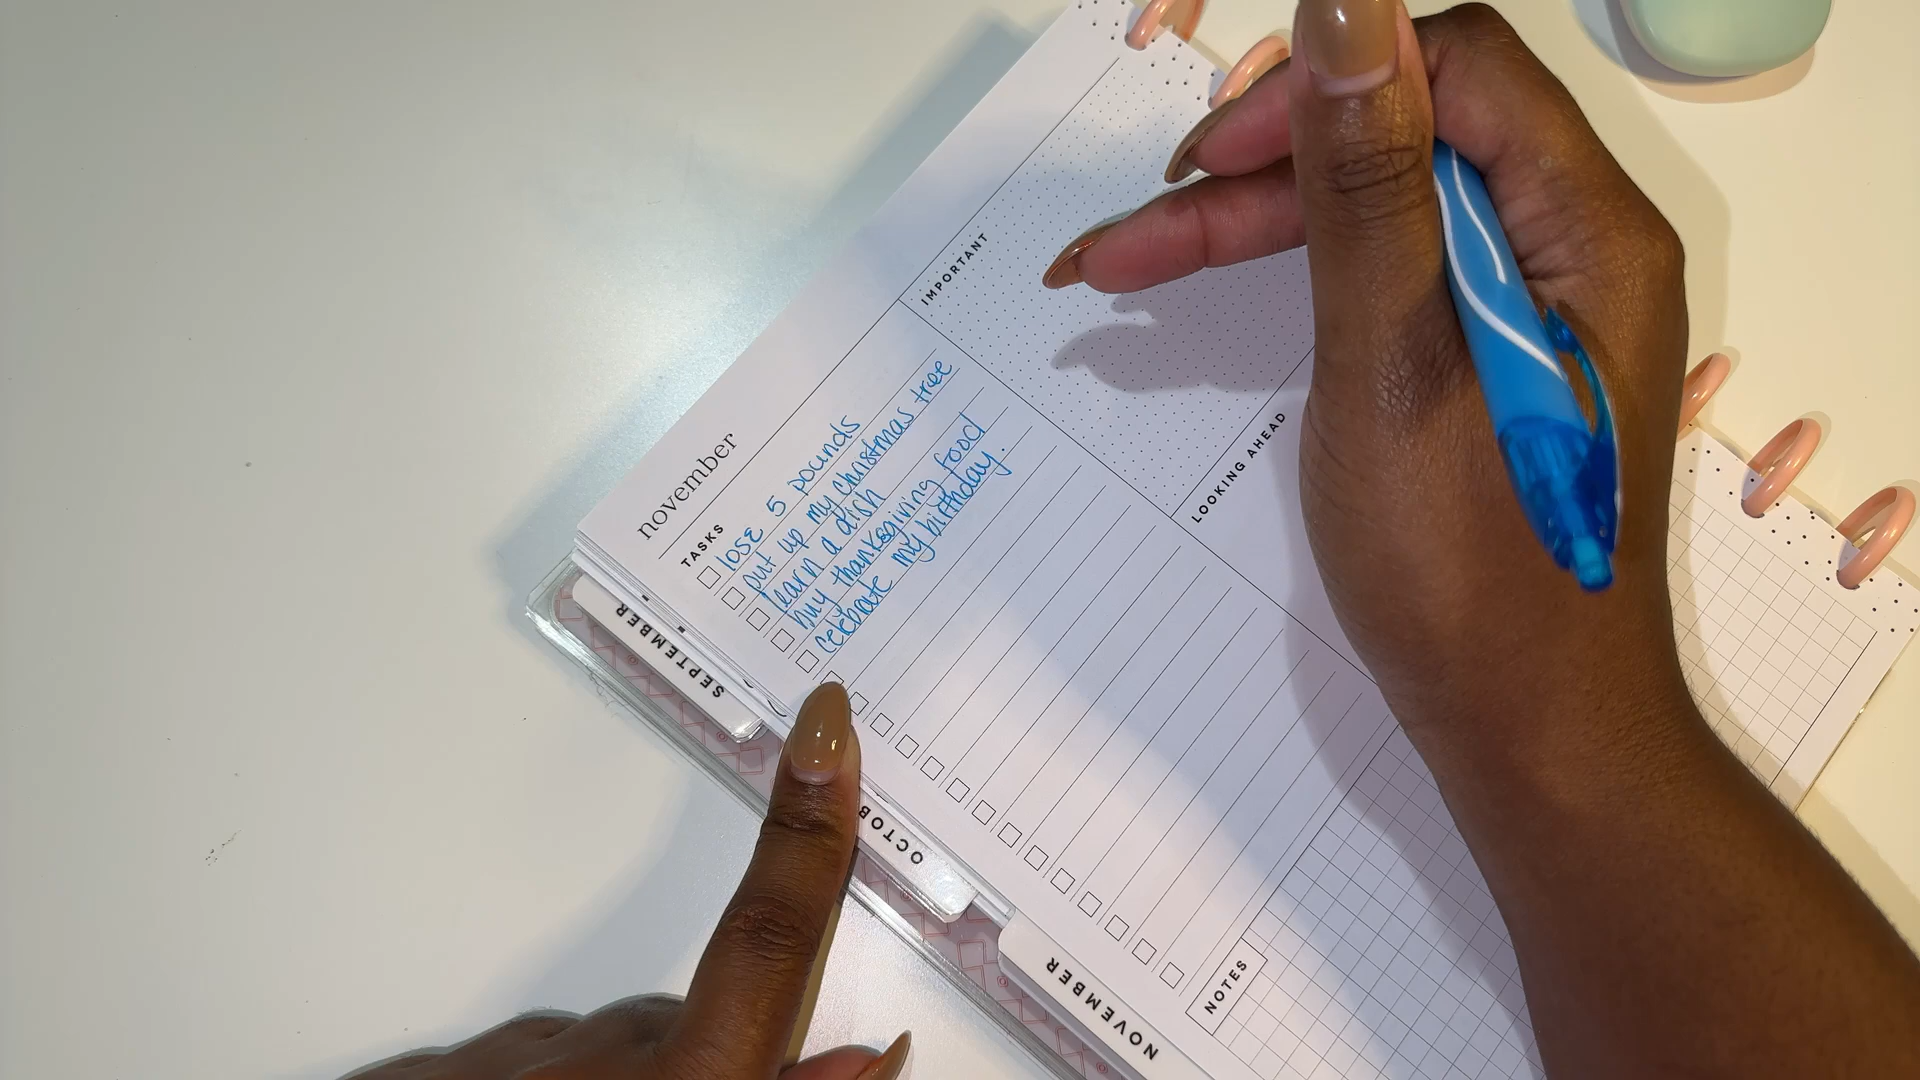 november
TASKS
lose 5 pounds
put up my christmas tree
learn a dish
buy thanksgiving food
celebrate my birthday.
IMPORTANT
LOOKING AHEAD
NOTES
SEPTEMBER
OCTOB
NOVEMBER